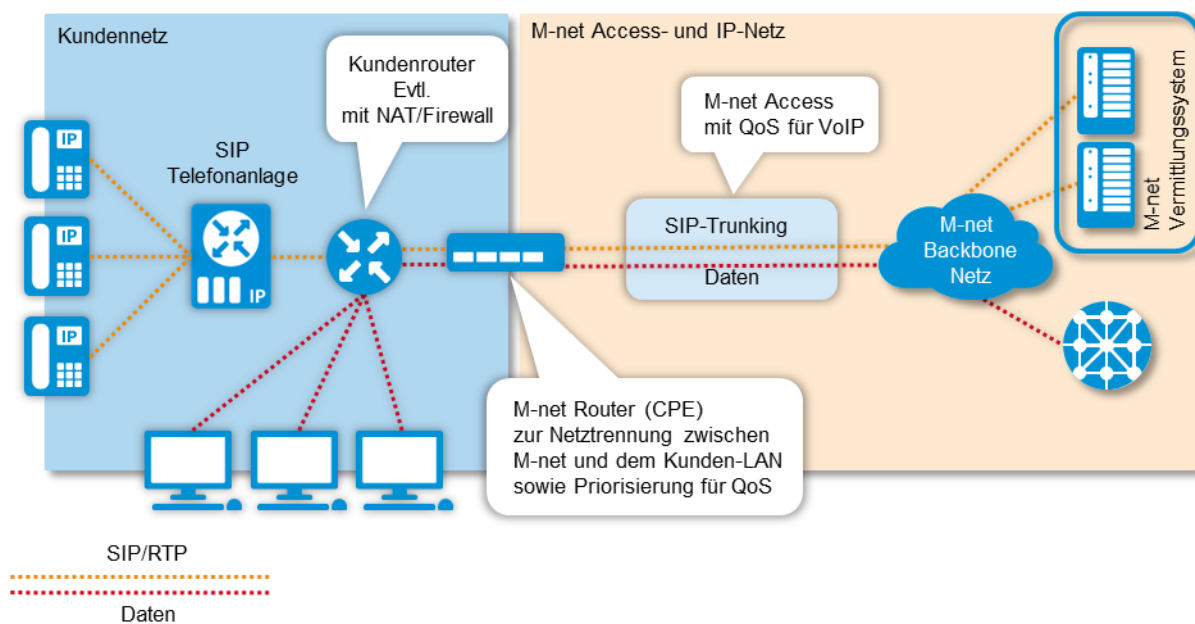 Kundennetz
M-net Access- und IP-Netz
Kundenrouter
Evtl.
mit NAT/Firewall
M-net Access
mit QoS für VoIP
M-net
Vermittlungssystem
IP
IP
IP
SIP
Telefonanlage
IP
SIP-Trunking
Daten
M-net
Backbone
Netz
M-net Router (CPE)
zur Netztrennung zwischen
M-net und dem Kunden-LAN
sowie Priorisierung für QoS
SIP/RTP
Daten